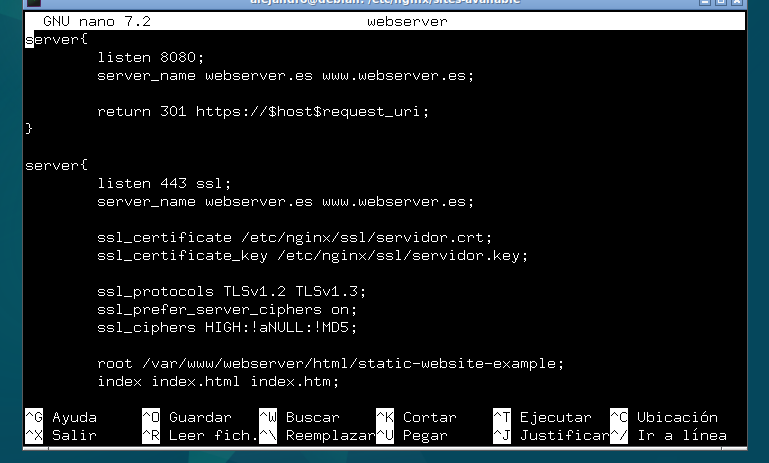 alejandro@debian: /etc/nginx/sites-available
GNU nano 7.2 webserver
server{
listen 8080;
server_name webserver.es www.webserver.es;
return 301 https://$host$request_uri;
}
server{
listen 443 ssl;
server_name webserver.es www.webserver.es;
ssl_certificate /etc/nginx/ssl/servidor.crt;
ssl_certificate_key /etc/nginx/ssl/servidor.key;
ssl_protocols TLSv1.2 TLSv1.3;
ssl_prefer_server_ciphers on;
ssl_ciphers HIGH:!aNULL:!MD5;
root /var/www/webserver/html/static-website-example;
index index.html index.htm;
^G Ayuda ^O Guardar ^W Buscar ^K Cortar ^T Ejecutar ^C Ubicación
^X Salir ^R Leer fich. ^\ Reemplazar ^U Pegar ^J Justificar ^/ Ir a línea